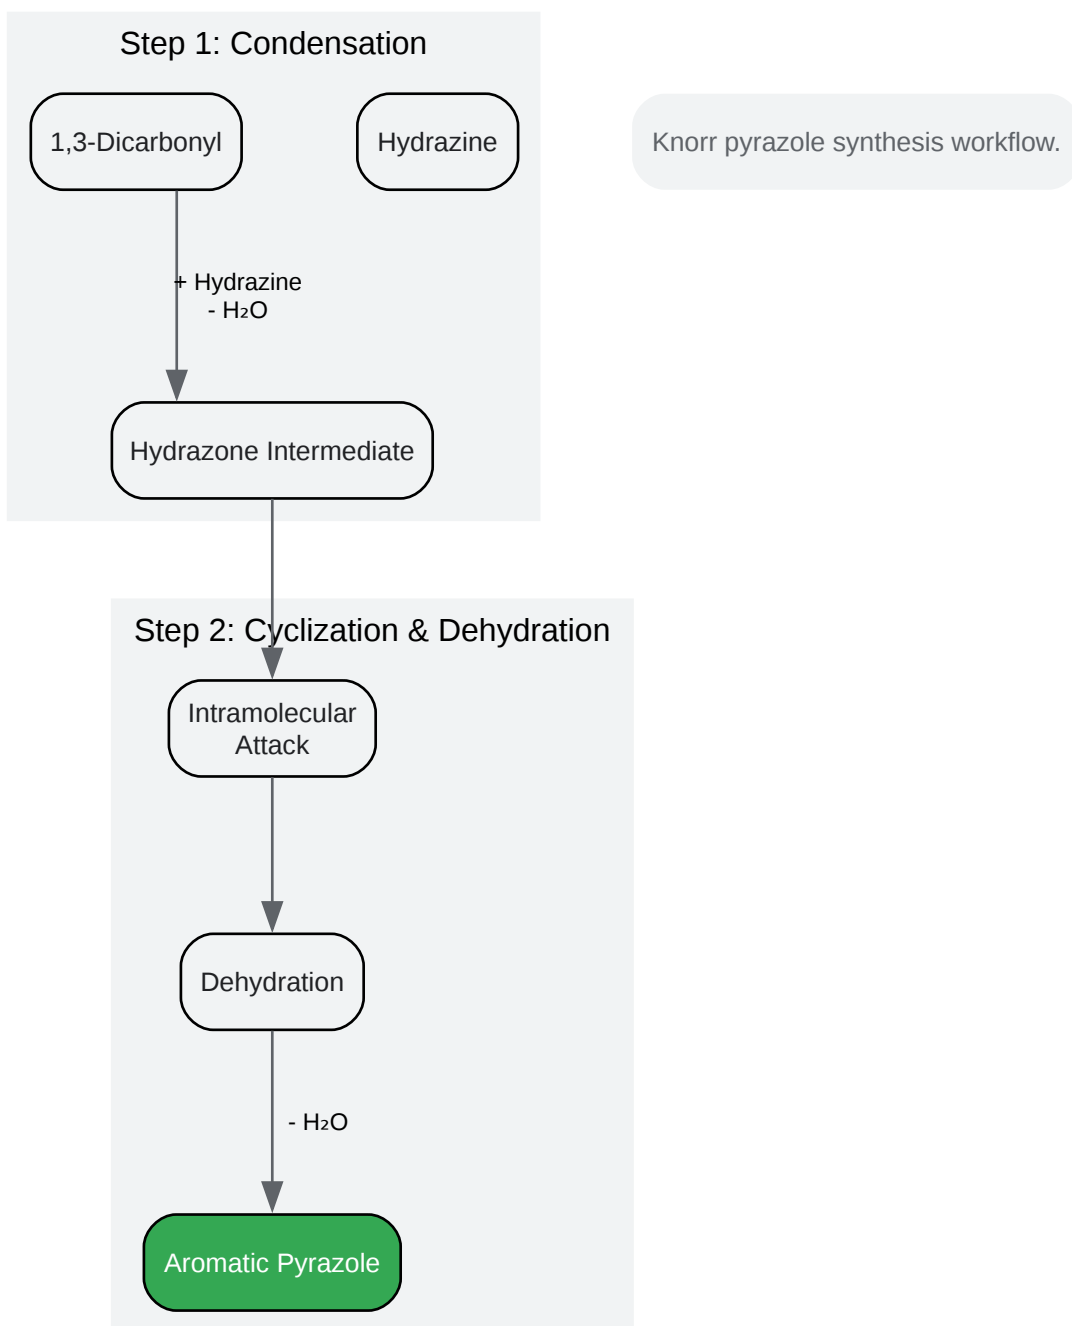 Step 1: Condensation
1,3-Dicarbonyl
Hydrazine
Knorr pyrazole synthesis workflow.
+ Hydrazine
- H₂O
Hydrazone Intermediate
Step 2: Cyclization & Dehydration
Intramolecular
Attack
Dehydration
- H₂O
Aromatic Pyrazole